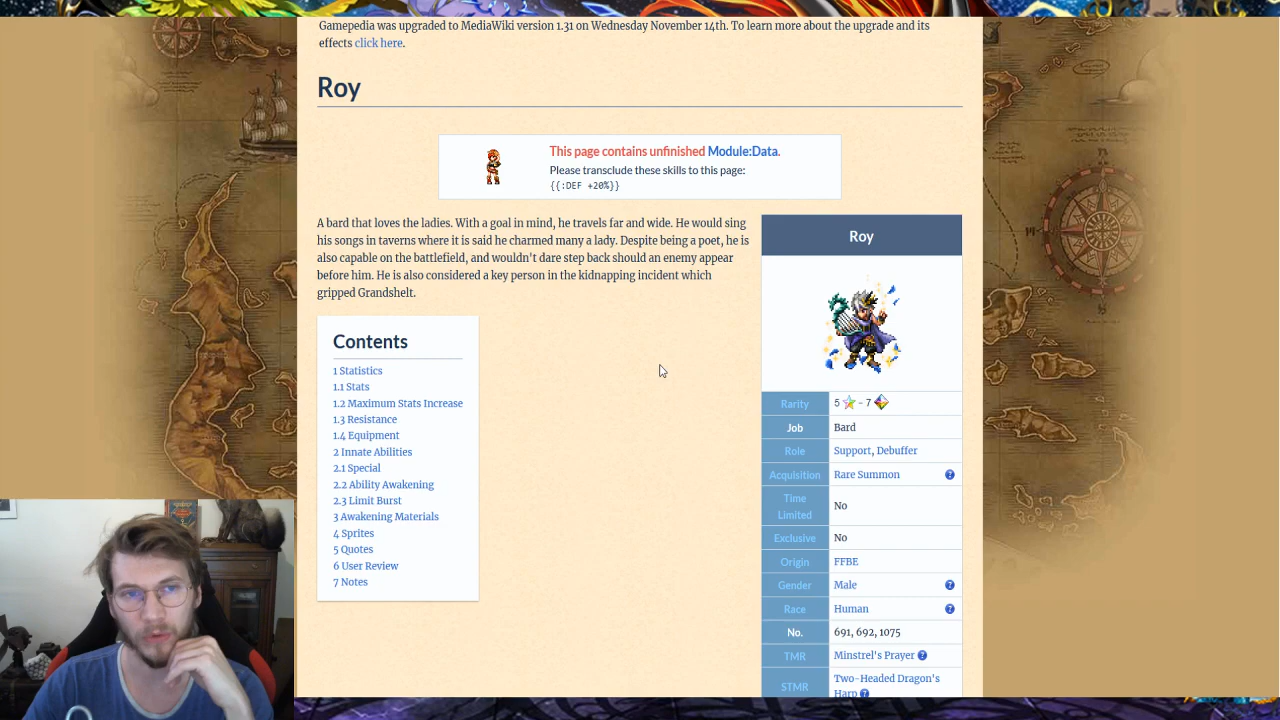 Gamepedia was upgraded to MediaWiki version 1.31 on Wednesday November 14th. To learn more about the upgrade and its
effects click here.
Roy
This page contains unfinished Module:Data.
Please transclude these skills to this page:
{{:DEF +20%}}
A bard that loves the ladies. With a goal in mind, he travels far and wide. He would sing
his songs in taverns where it is said he charmed many a lady. Despite being a poet, he is
also capable on the battlefield, and wouldn't dare step back should an enemy appear
before him. He is also considered a key person in the kidnapping incident which
gripped Grandshelt.
Contents
1 Statistics
1.1 Stats
1.2 Maximum Stats Increase
1.3 Resistance
1.4 Equipment
2 Innate Abilities
2.1 Special
2.2 Ability Awakening
2.3 Limit Burst
3 Awakening Materials
4 Sprites
5 Quotes
6 User Review
7 Notes
Roy
Rarity 5 - 7
Job Bard
Role Support, Debuffer
Acquisition Rare Summon ?
Time
Limited No
Exclusive No
Origin FFBE
Gender Male ?
Race Human ?
No. 691, 692, 1075
TMR Minstrel's Prayer ?
STMR Two-Headed Dragon's
Harp ?